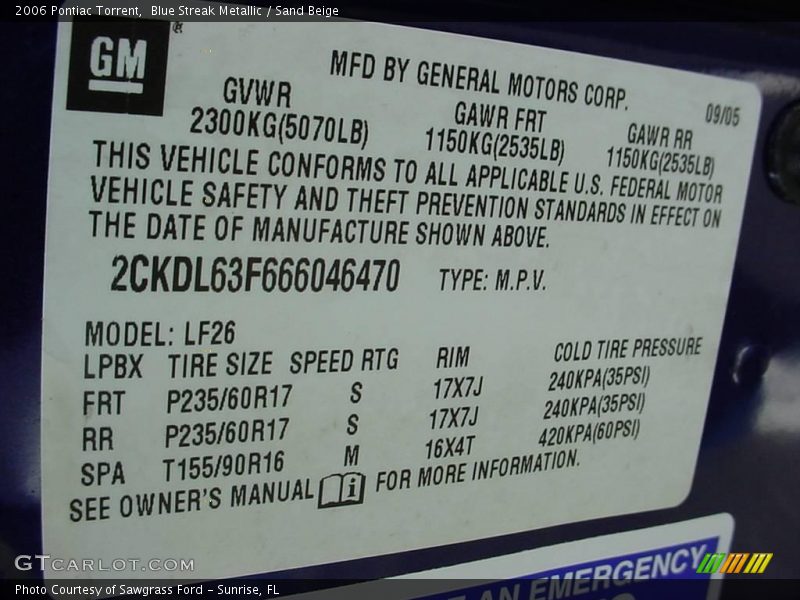 2006 Pontiac Torrent,  Blue Streak Metallic / Sand Beige
GM
MFD BY GENERAL MOTORS CORP.
09/05
GVWR GAWR FRT GAWR RR
2300KG(5070LB) 1150KG(2535LB) 1150KG(2535LB)
THIS VEHICLE CONFORMS TO ALL APPLICABLE U.S. FEDERAL MOTOR
VEHICLE SAFETY AND THEFT PREVENTION STANDARDS IN EFFECT ON
THE DATE OF MANUFACTURE SHOWN ABOVE.
2CKDL63F666046470 TYPE: M.P.V.
MODEL: LF26
LPBX TIRE SIZE SPEED RTG RIM COLD TIRE PRESSURE
FRT P235/60R17 S 17X7J 240KPA(35PSI)
RR P235/60R17 S 17X7J 240KPA(35PSI)
SPA T155/90R16 M 16X4T 420KPA(60PSI)
SEE OWNER'S MANUAL i FOR MORE INFORMATION.
AN EMERGENCY
GTCARLOT.COM
Photo Courtesy of Sawgrass Ford – Sunrise, FL